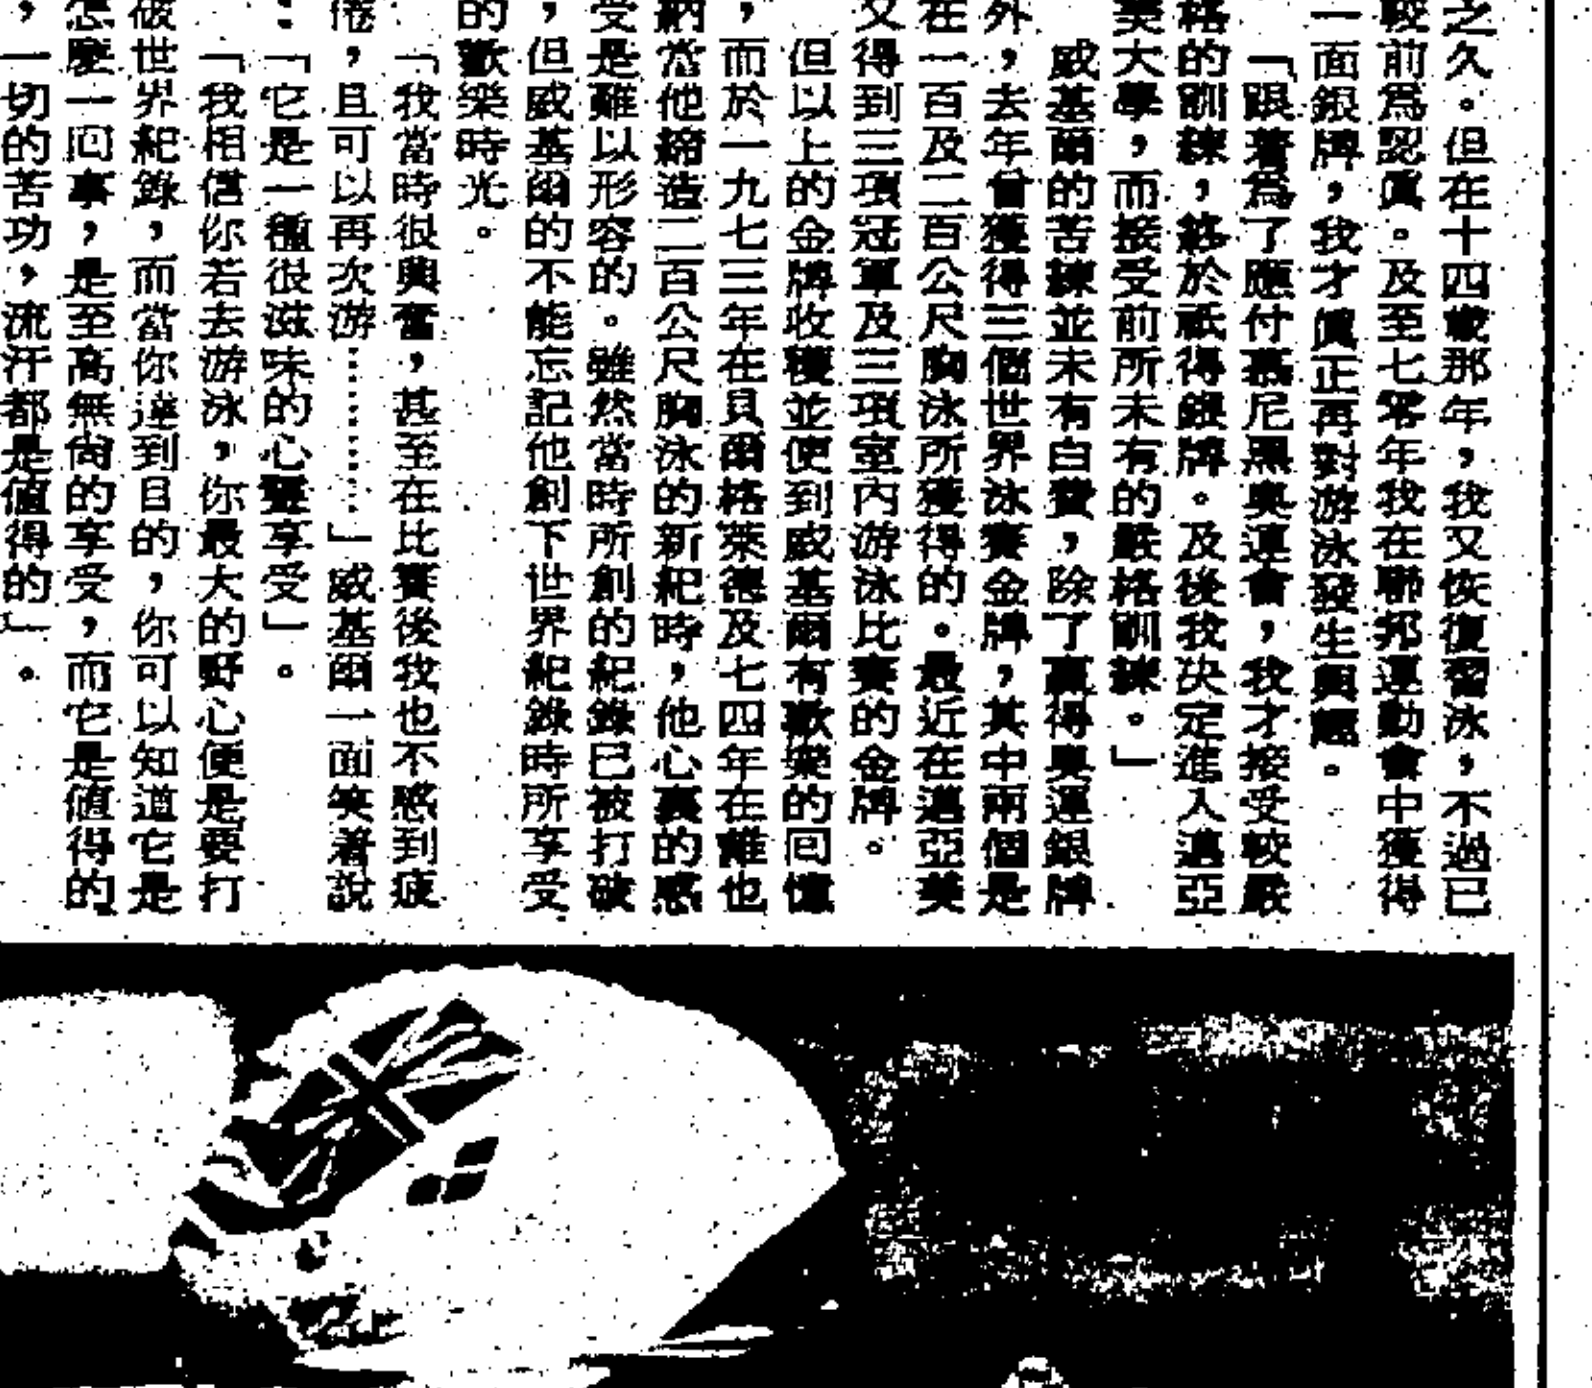 之久。但在十四歲那年，我又恢復習泳，不過已
較前為認眞。及至七零年我在聯邦運動會中獲得
一面銀牌，我才眞正再對游泳發生興趣。
「跟着為了應付慕尼黑奧運會，我才接受較嚴
格的訓練，終於祇得銀牌。及後我決定進入邁亞
美大學，而接受前所未有的嚴格訓練。」
威基爾的苦練並未有白費，除了贏得奧運銀牌
外，去年曾獲得三個世界泳賽金牌，其中兩個是
在一百及二百公尺胸泳所獲得的。最近在邁亞美
又得到三項冠軍及三項室內游泳比賽的金牌。
但以上的金牌收穫並使到威基爾有歡樂的回憶
，而於一九七三年在貝爾格萊德及七四年在維也
納當他締造二百公尺胸泳的新紀時，他心裏的感
受是難以形容的。雖然當時所創的紀錄已被打破
，但威基爾的不能忘記他創下世界紀錄時所享受
的歡樂時光。
「我當時很興奮，甚至在比賽後我也不感到疲
倦，且可以再次游………」威基爾一面笑着說
：「它是一種很滋味的心靈享受」。
「我相信你若去游泳，你最大的野心便是要打
破世界紀錄，而當你達到目的，你可以知道它是
怎麼一回事，是至高無尙的享受，而它是值得的
，一切的苦功，流汗都是值得的」。